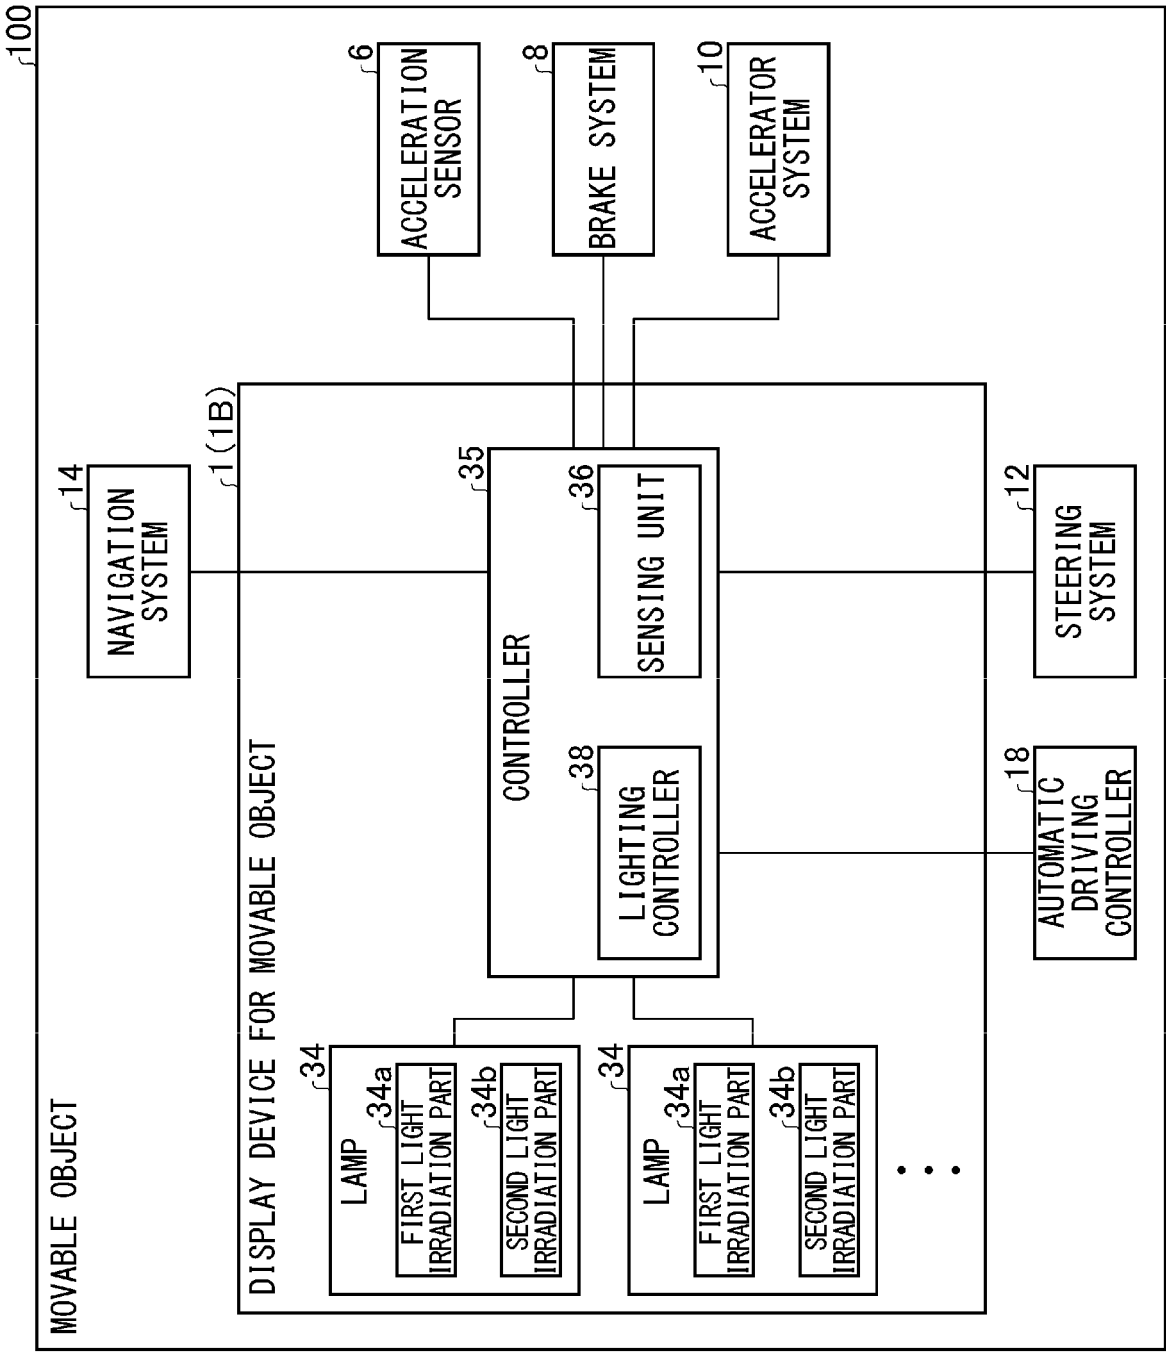 100
MOVABLE OBJECT
14
NAVIGATION
SYSTEM
1(1B)
DISPLAY DEVICE FOR MOVABLE OBJECT
34
LAMP
34a
FIRST LIGHT
IRRADIATION PART
34b
SECOND LIGHT
IRRADIATION PART
34
LAMP
34a
FIRST LIGHT
IRRADIATION PART
34b
SECOND LIGHT
IRRADIATION PART
35
CONTROLLER
38
LIGHTING
CONTROLLER
36
SENSING UNIT
6
ACCELERATION
SENSOR
8
BRAKE SYSTEM
10
ACCELERATOR
SYSTEM
18
AUTOMATIC
DRIVING
CONTROLLER
12
STEERING
SYSTEM